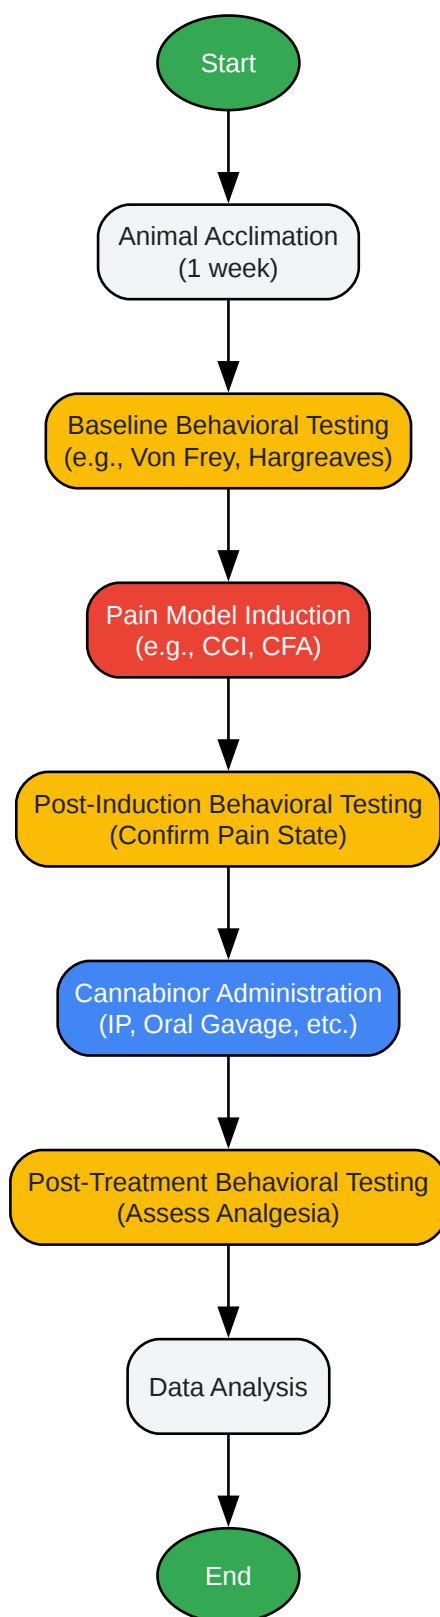 Start
Animal Acclimation
(1 week)
Baseline Behavioral Testing
(e.g., Von Frey, Hargreaves)
Pain Model Induction
(e.g., CCI, CFA)
Post-Induction Behavioral Testing
(Confirm Pain State)
Cannabinor Administration
(IP, Oral Gavage, etc.)
Post-Treatment Behavioral Testing
(Assess Analgesia)
Data Analysis
End